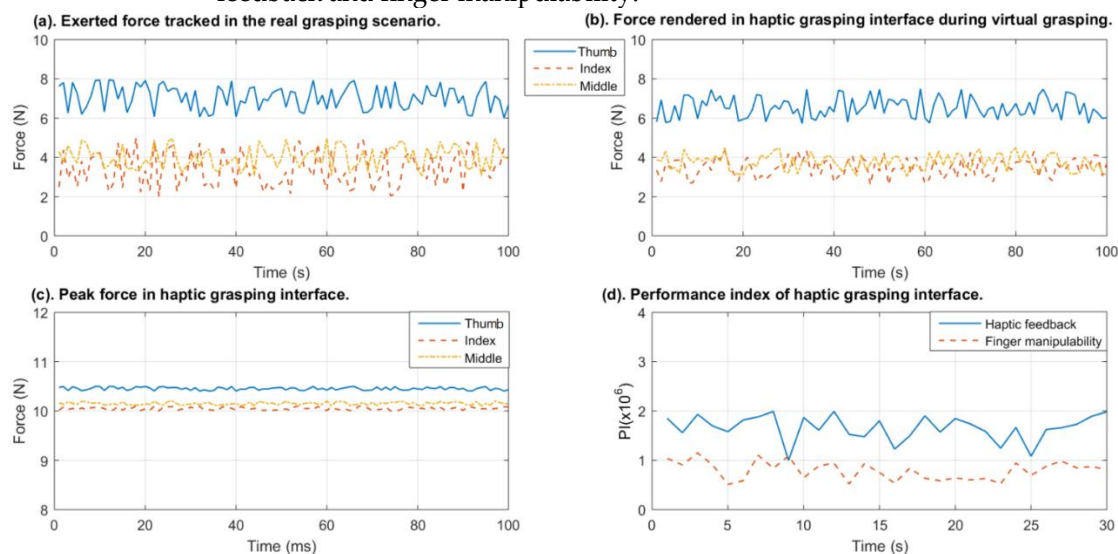 feedback and finger manipulability.
(a). Exerted force tracked in the real grasping scenario.
10
8
6
4
2
0
Force (N)
0 20 40 60 80 100
Time (s)
Thumb
Index
Middle
(b). Force rendered in haptic grasping interface during virtual grasping.
10
8
6
4
2
0
Force (N)
0 20 40 60 80 100
Time (s)
(c). Peak force in haptic grasping interface.
12
11
10
9
8
Force (N)
0 20 40 60 80 100
Time (ms)
Thumb
Index
Middle
(d). Performance index of haptic grasping interface.
4
3
2
1
0
PI(x10⁶)
0 5 10 15 20 25 30
Time (s)
Haptic feedback
Finger manipulability